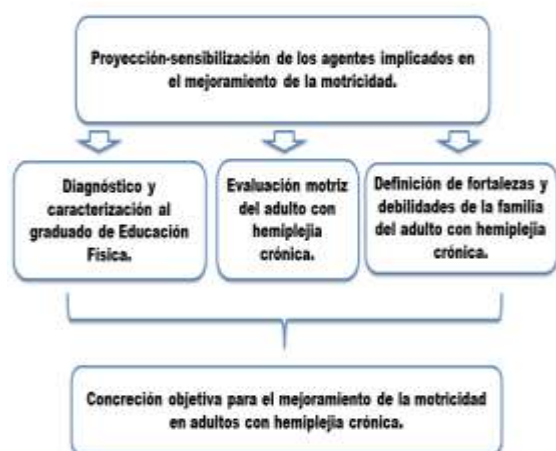 Proyección-sensibilización de los agentes implicados en
el mejoramiento de la motricidad.
Diagnóstico y
caracterización al
graduado de Educación
Física.
Evaluación motriz
del adulto con
hemiplejia
crónica.
Definición de fortalezas y
debilidades de la familia
del adulto con hemiplejia
crónica.
Concreción objetiva para el mejoramiento de la motricidad
en adultos con hemiplejia crónica.